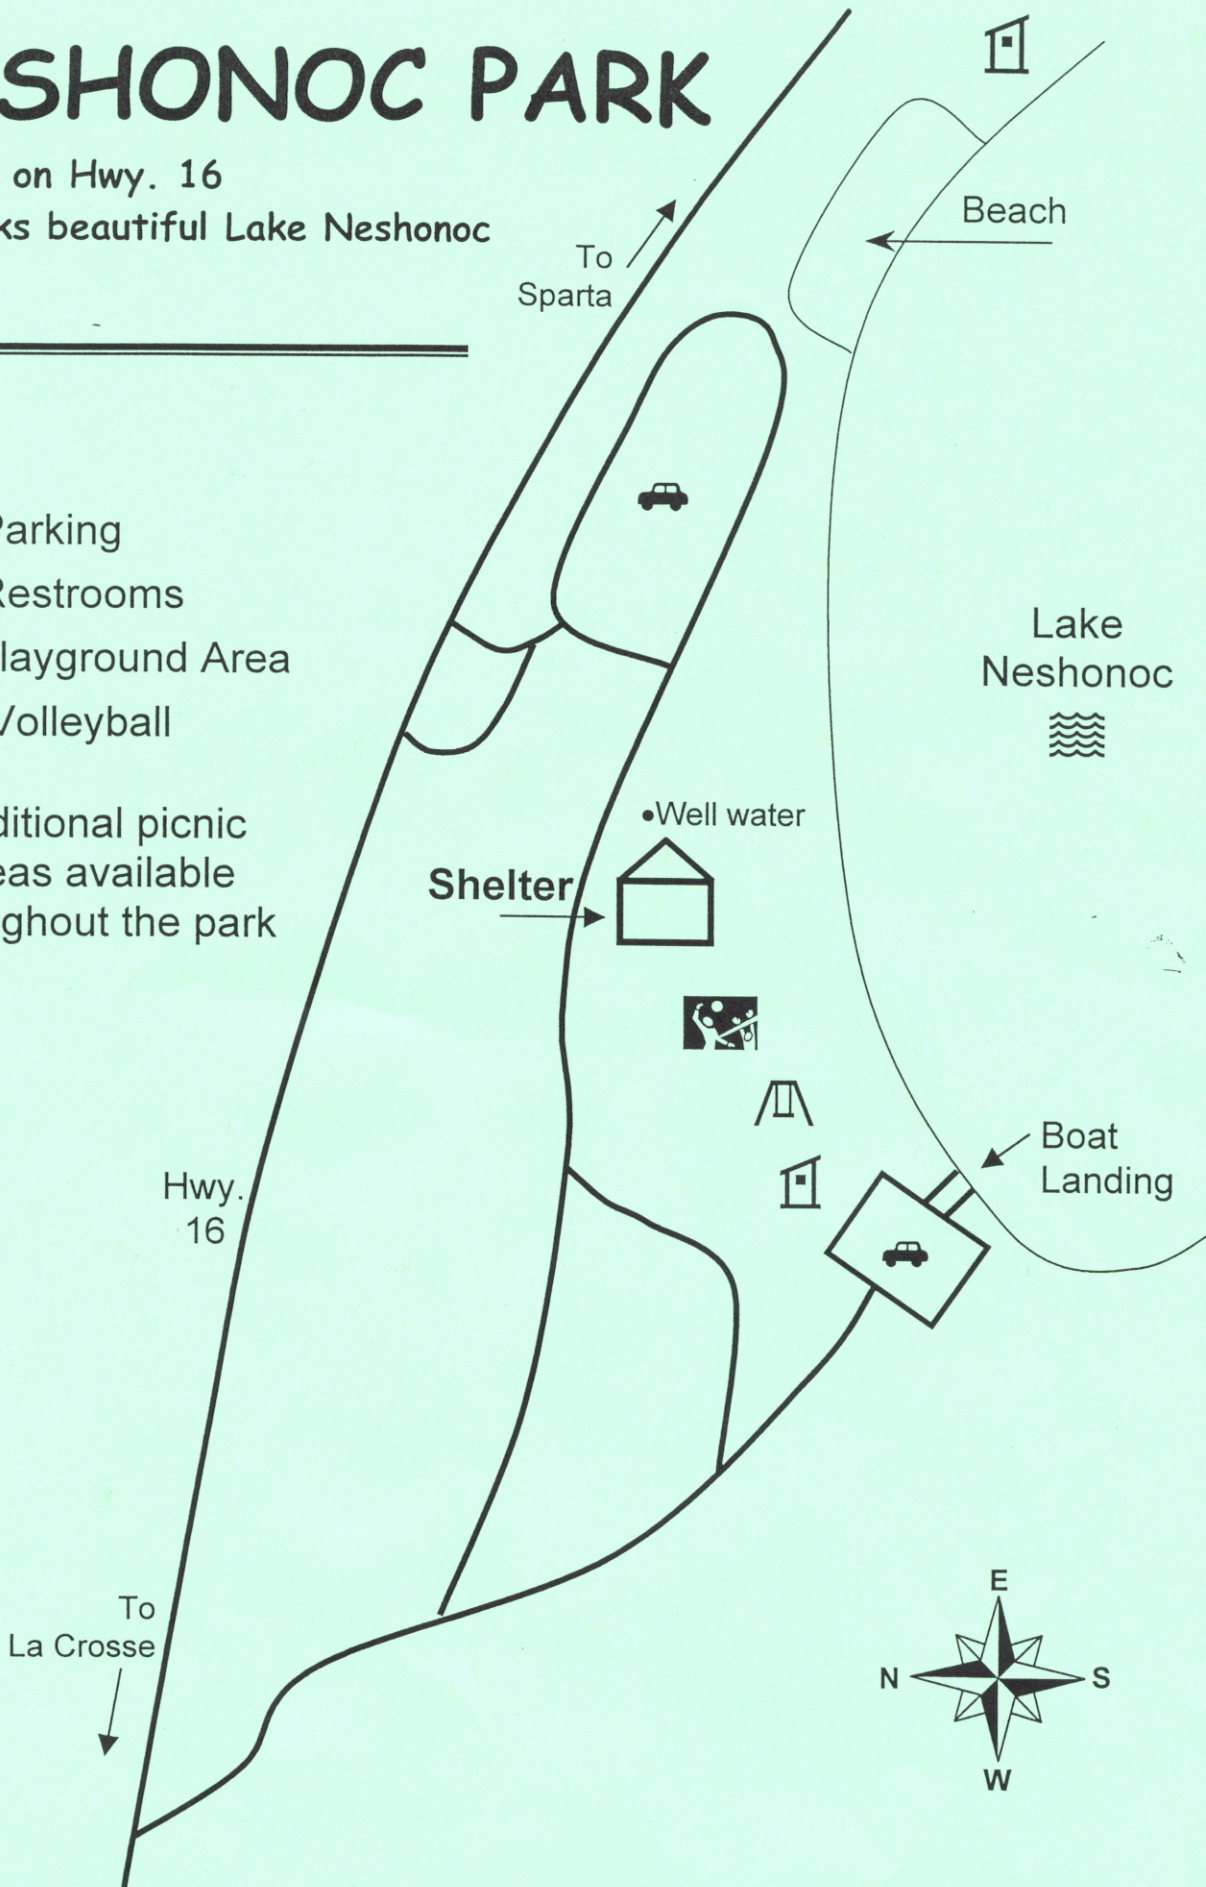 SHONOC PARK
on Hwy. 16
ks beautiful Lake Neshonoc
Beach
To
Sparta
Parking
Restrooms
layground Area
Volleyball
ditional picnic
eas available
ghout the park
Lake
Neshonoc
•Well water
Shelter
Boat
Landing
Hwy.
16
To
La Crosse
E
N
S
W